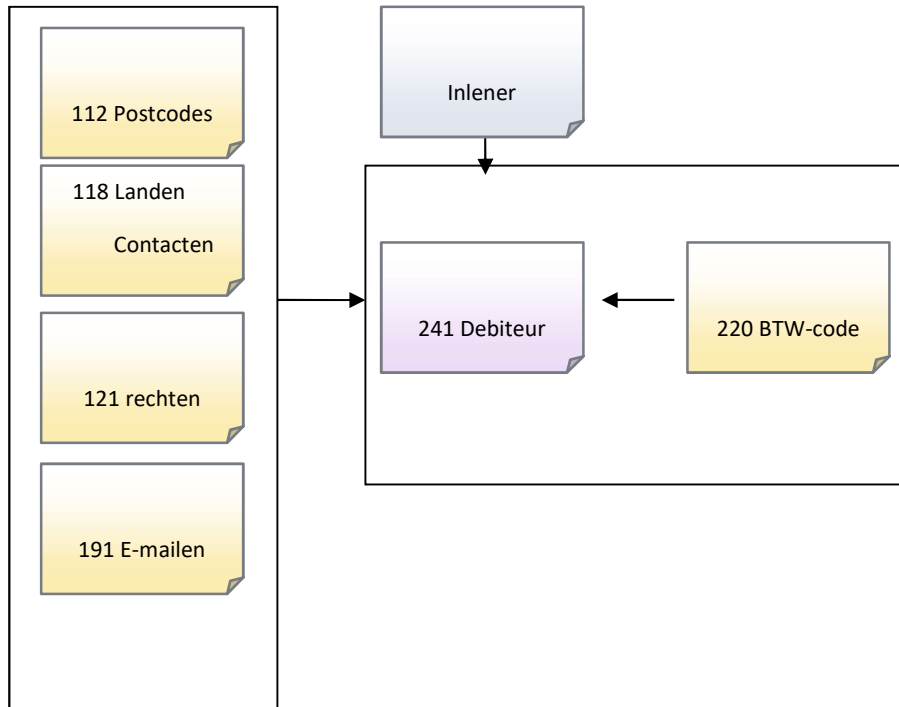 112 Postcodes
118 Landen
Contacten
121 rechten
191 E-mailen
Inlener
241 Debiteur
220 BTW-code